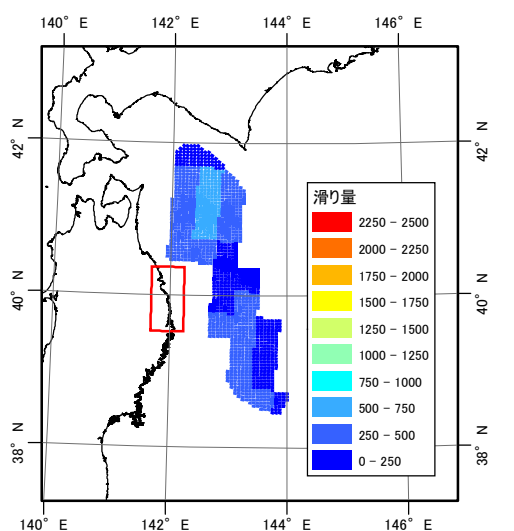 140° E 142° E 144° E 146° E
42° N
42° N
40° N
40° N
38° N
38° N
滑り量
2250 - 2500
2000 - 2250
1750 - 2000
1500 - 1750
1250 - 1500
1000 - 1250
750 - 1000
500 - 750
250 - 500
0 - 250
140° E 142° E 144° E 146° E